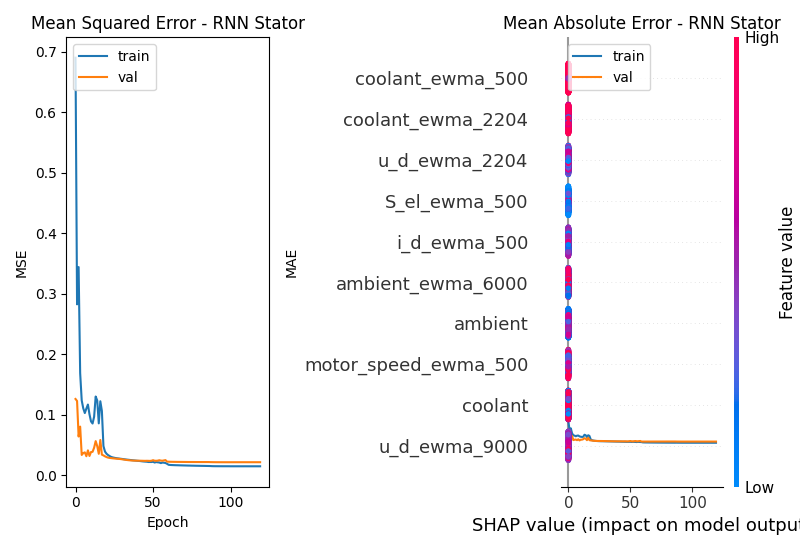 Mean Squared Error - RNN Stator
train
val
0.7
0.6
0.5
0.4
0.3
0.2
0.1
0.0
MSE
0
50
100
Epoch
Mean Absolute Error - RNN Stator
train
val
MAE
coolant_ewma_500
coolant_ewma_2204
u_d_ewma_2204
S_el_ewma_500
i_d_ewma_500
ambient_ewma_6000
ambient
motor_speed_ewma_500
coolant
u_d_ewma_9000
0
50
100
SHAP value (impact on model output
High
Low
Feature value